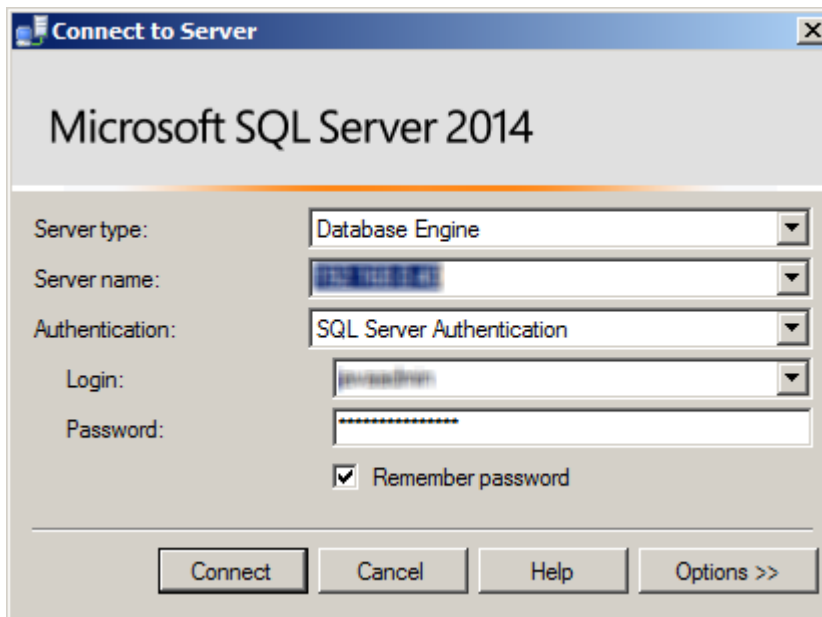 Connect to Server
Microsoft SQL Server 2014
Server type: Database Engine
Server name:
Authentication: SQL Server Authentication
Login:
Password: ***************
Remember password
Connect Cancel Help Options >>